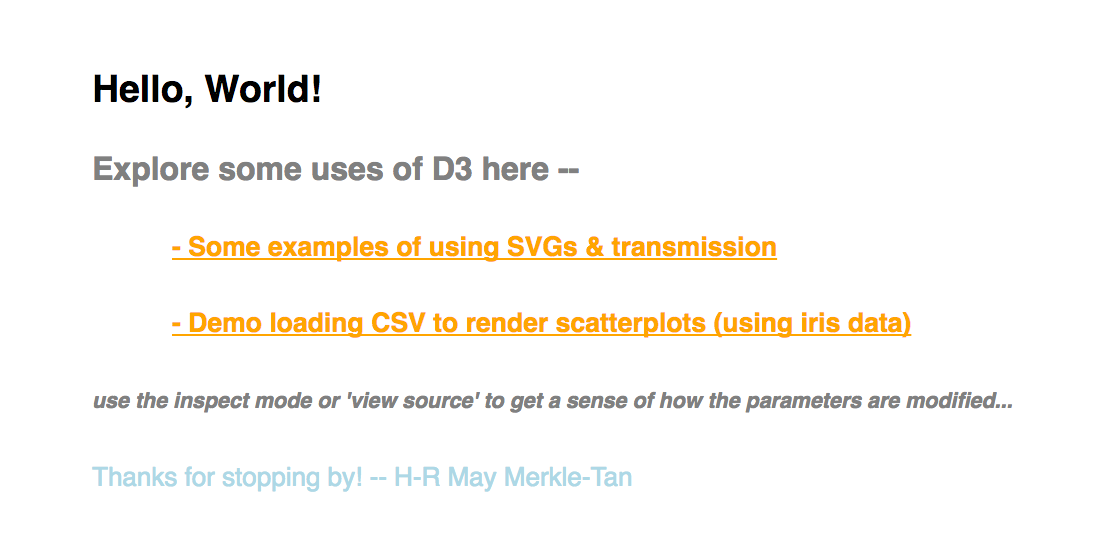 Hello, World!
Explore some uses of D3 here --
- Some examples of using SVGs & transmission
- Demo loading CSV to render scatterplots (using iris data)
use the inspect mode or 'view source' to get a sense of how the parameters are modified...
Thanks for stopping by! -- H-R May Merkle-Tan